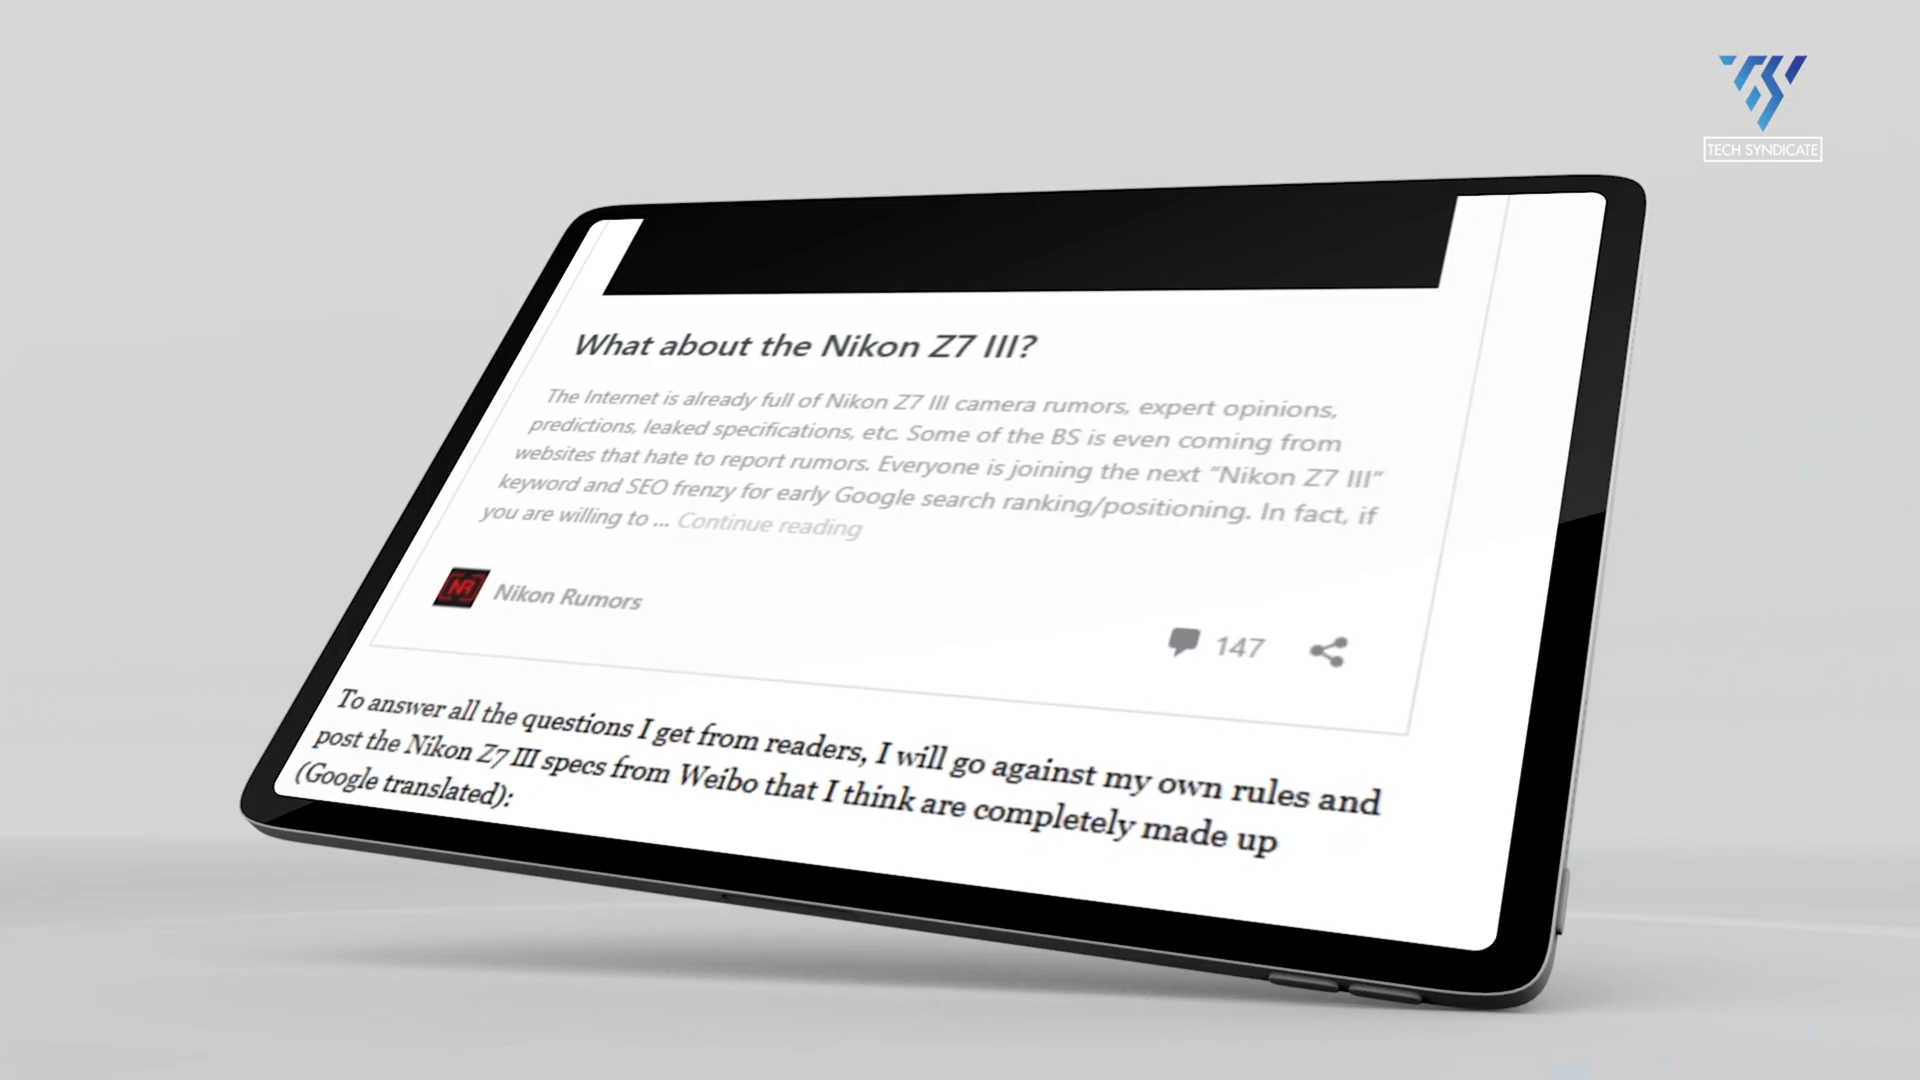 TECH SYNDICATE
What about the Nikon Z7 III?
The Internet is already full of Nikon Z7 III camera rumors, expert opinions,
predictions, leaked specifications, etc. Some of the BS is even coming from
websites that hate to report rumors. Everyone is joining the next "Nikon Z7 III"
keyword and SEO frenzy for early Google search ranking/positioning. In fact, if
you are willing to ... Continue reading
NR Nikon Rumors
147
To answer all the questions I get from readers, I will go against my own rules and
post the Nikon Z7 III specs from Weibo that I think are completely made up
(Google translated):